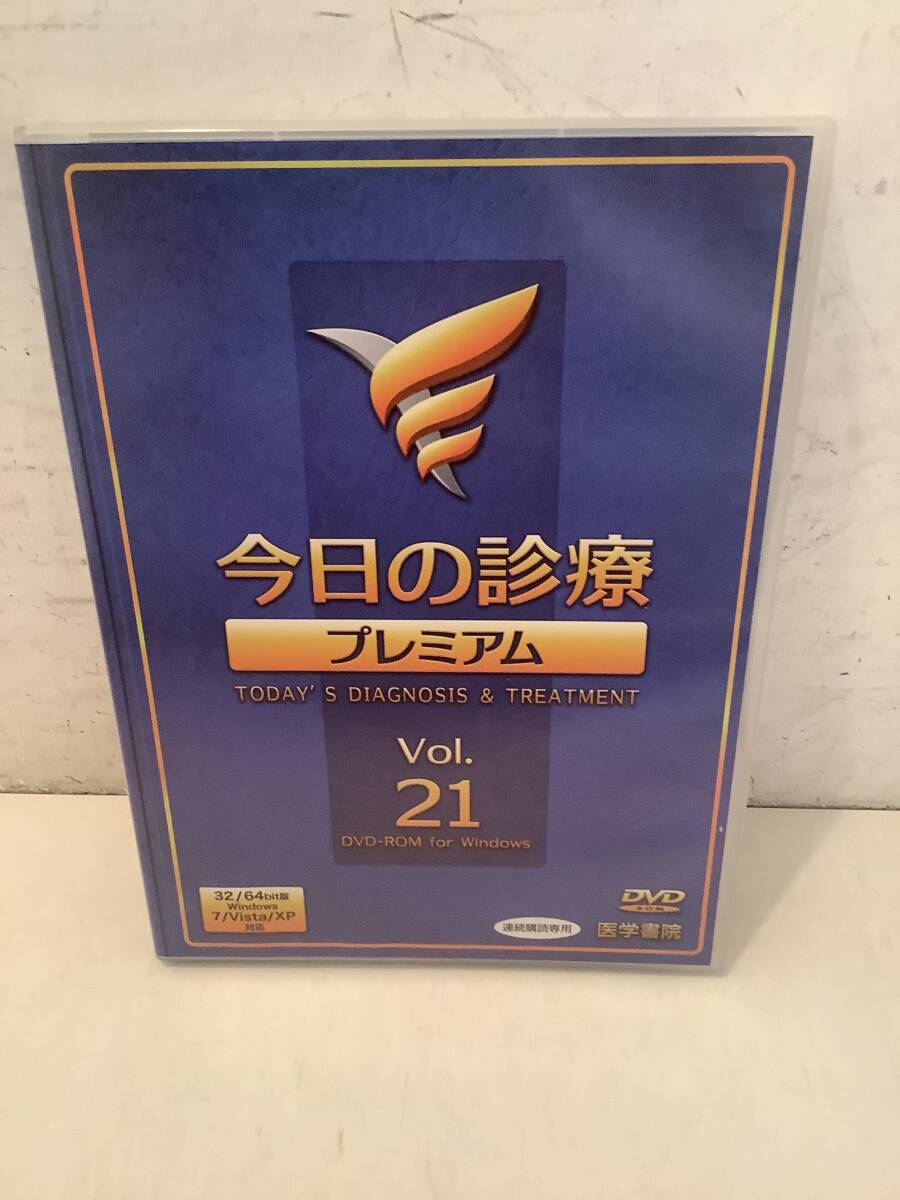 今日の診療
プレミアム
TODAY'S DIAGNOSIS & TREATMENT
Vol.
21
DVD-ROM for Windows
32/64bit版
Windows
7/Vista/XP
対応
連続購読専用
DVD
ROM
医学書院